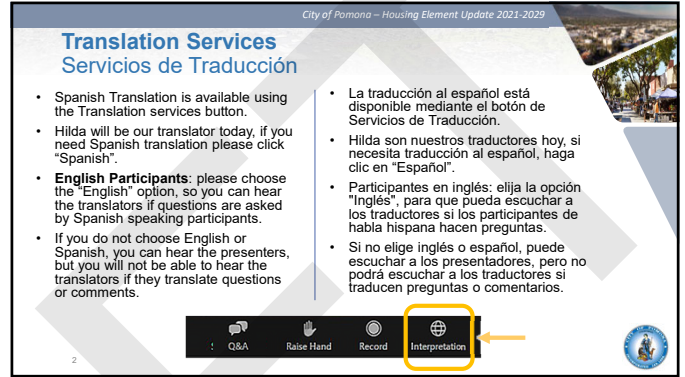 City of Pomona – Housing Element Update 2021-2029
Translation Services
Servicios de Traducción
• Spanish Translation is available using
the Translation services button.
• Hilda will be our translator today, if you
need Spanish translation please click
“Spanish”.
• English Participants: please choose
the “English” option, so you can hear
the translators if questions are asked
by Spanish speaking participants.
• If you do not choose English or
Spanish, you can hear the presenters,
but you will not be able to hear the
translators if they translate questions
or comments.
• La traducción al español está
disponible mediante el botón de
Servicios de Traducción.
• Hilda son nuestros traductores hoy, si
necesita traducción al español, haga
clic en “Español”.
• Participantes en inglés: elija la opción
"Inglés", para que pueda escuchar a
los traductores si los participantes de
habla hispana hacen preguntas.
• Si no elige inglés o español, puede
escuchar a los presentadores, pero no
podrá escuchar a los traductores si
traducen preguntas o comentarios.
Q&A Raise Hand Record Interpretation
2